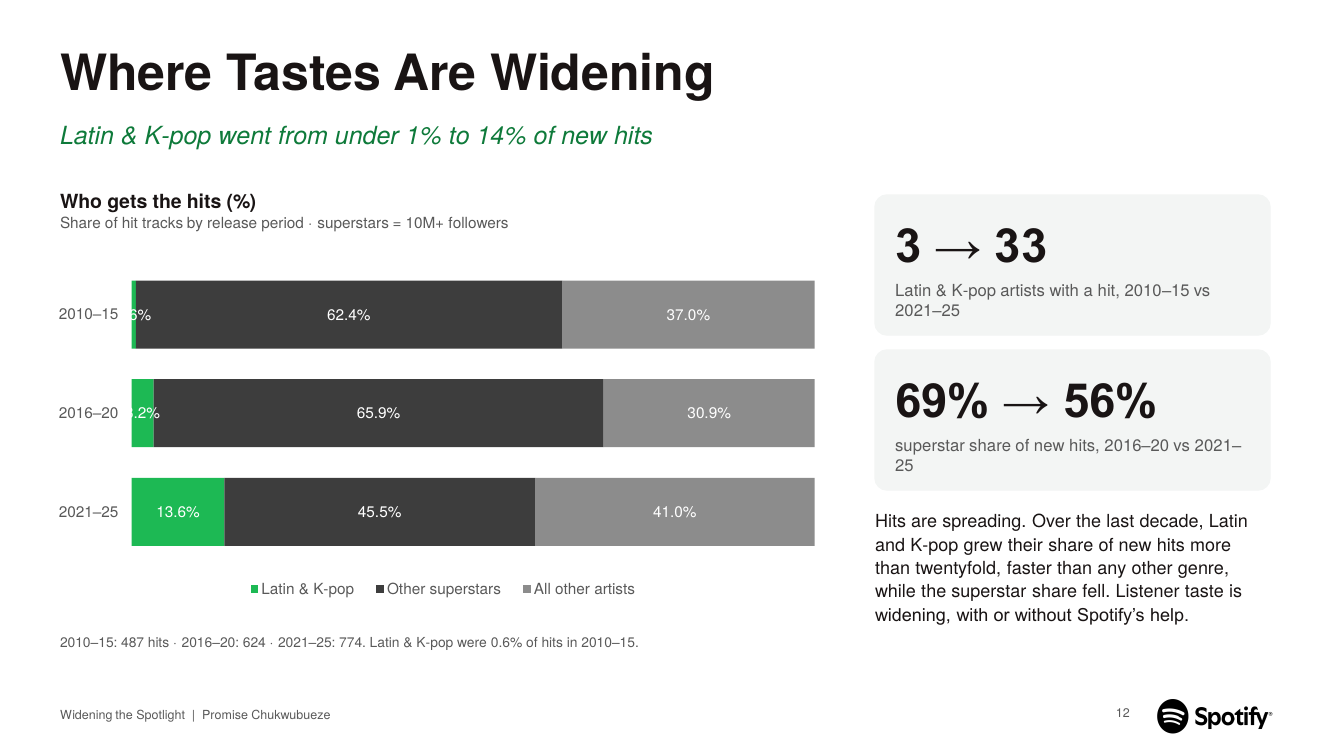 Where Tastes Are Widening
Latin & K-pop went from under 1% to 14% of new hits
Who gets the hits (%)
Share of hit tracks by release period · superstars = 10M+ followers
2010–15 6% 62.4% 37.0%
2016–20 .2% 65.9% 30.9%
2021–25 13.6% 45.5% 41.0%
Latin & K-pop Other superstars All other artists
2010–15: 487 hits · 2016–20: 624 · 2021–25: 774. Latin & K-pop were 0.6% of hits in 2010–15.
3 → 33
Latin & K-pop artists with a hit, 2010–15 vs
2021–25
69% → 56%
superstar share of new hits, 2016–20 vs 2021–
25
Hits are spreading. Over the last decade, Latin
and K-pop grew their share of new hits more
than twentyfold, faster than any other genre,
while the superstar share fell. Listener taste is
widening, with or without Spotify’s help.
Widening the Spotlight | Promise Chukwubueze
12
Spotify